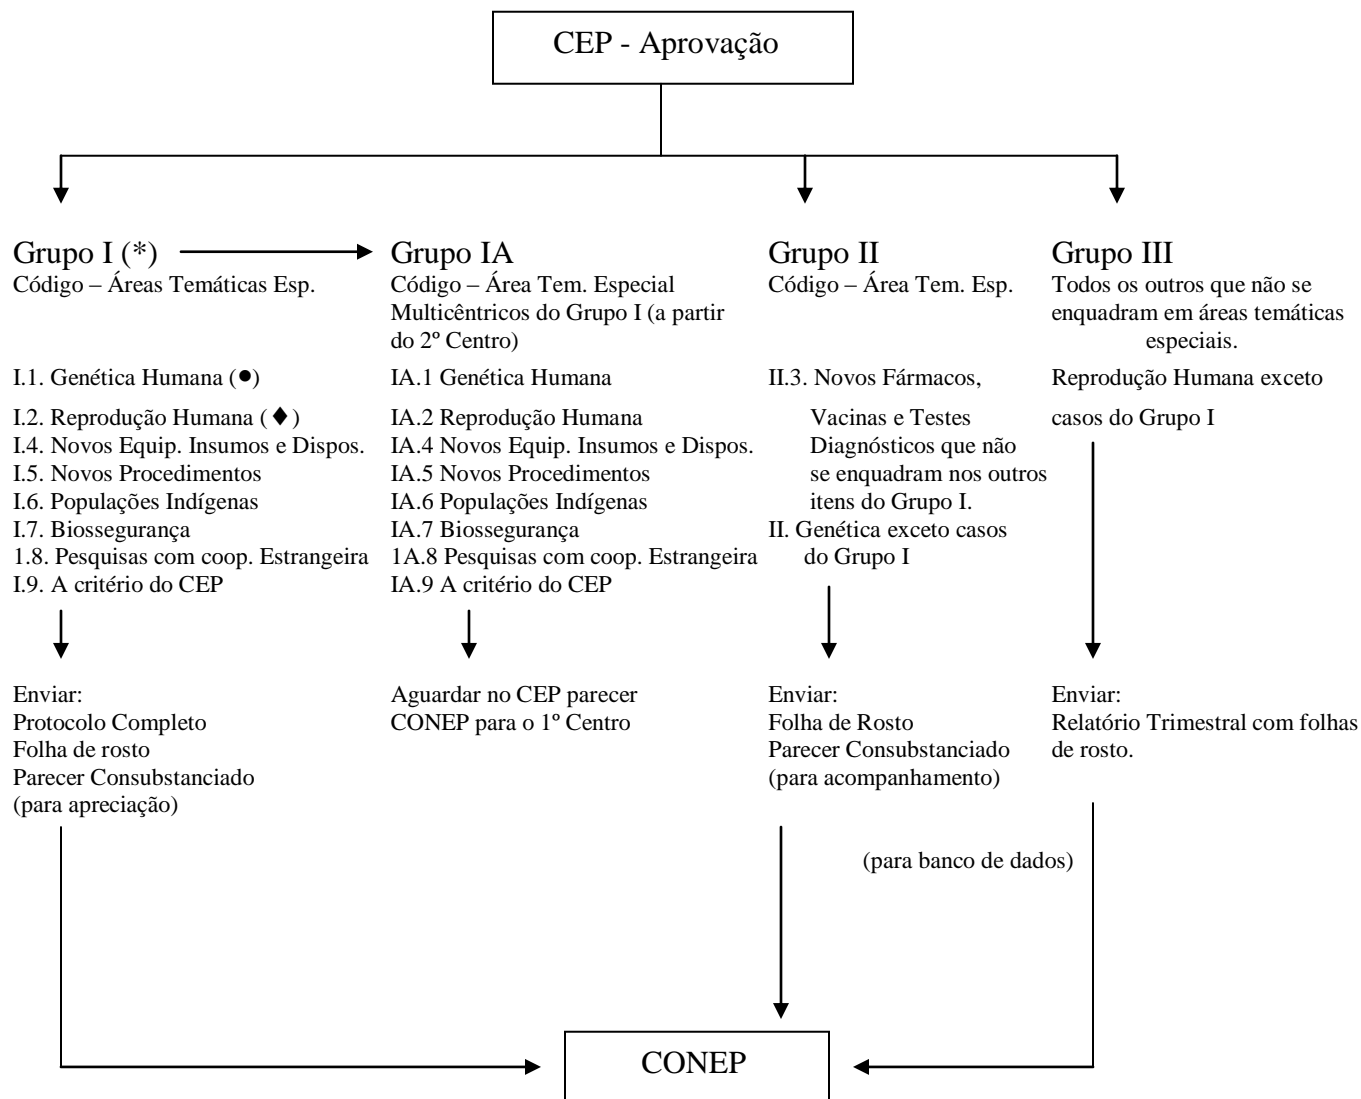 CEP - Aprovação
Grupo I (*)
Código – Áreas Temáticas Esp.
I.1. Genética Humana (●)
I.2. Reprodução Humana (♦)
I.4. Novos Equip. Insumos e Dispos.
I.5. Novos Procedimentos
I.6. Populações Indígenas
I.7. Biossegurança
1.8. Pesquisas com coop. Estrangeira
I.9. A critério do CEP
Enviar:
Protocolo Completo
Folha de rosto
Parecer Consubstanciado
(para apreciação)
Grupo IA
Código – Área Tem. Especial
Multicêntricos do Grupo I (a partir
do 2º Centro)
IA.1 Genética Humana
IA.2 Reprodução Humana
IA.4 Novos Equip. Insumos e Dispos.
IA.5 Novos Procedimentos
IA.6 Populações Indígenas
IA.7 Biossegurança
1A.8 Pesquisas com coop. Estrangeira
IA.9 A critério do CEP
Aguardar no CEP parecer
CONEP para o 1º Centro
Grupo II
Código – Área Tem. Esp.
II.3. Novos Fármacos,
Vacinas e Testes
Diagnósticos que não
se enquadram nos outros
itens do Grupo I.
II. Genética exceto casos
do Grupo I
Enviar:
Folha de Rosto
Parecer Consubstanciado
(para acompanhamento)
Grupo III
Todos os outros que não se
enquadram em áreas temáticas
especiais.
Reprodução Humana exceto
casos do Grupo I
Enviar:
Relatório Trimestral com folhas
de rosto.
(para banco de dados)
CONEP